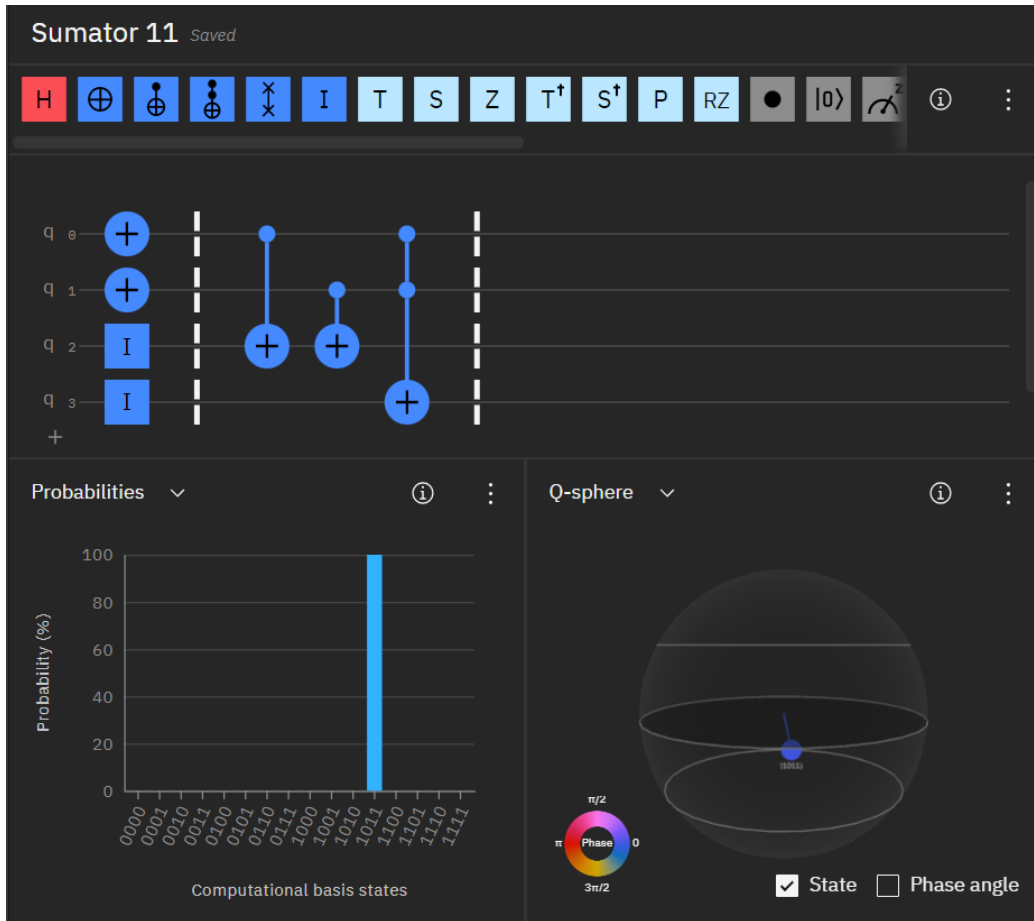 Sumator 11 Saved
H I T S Z T† S† P RZ |0⟩ z
q 0
q 1
q 2 I
q 3 I
+
Probabilities
Probability (%)
100
80
60
40
20
0
0000 0001 0010 0011 0100 0101 0110 0111 1000 1001 1010 1011 1100 1101 1110 1111
Computational basis states
Q-sphere
|1011⟩
π/2
π Phase 0
3π/2
State Phase angle